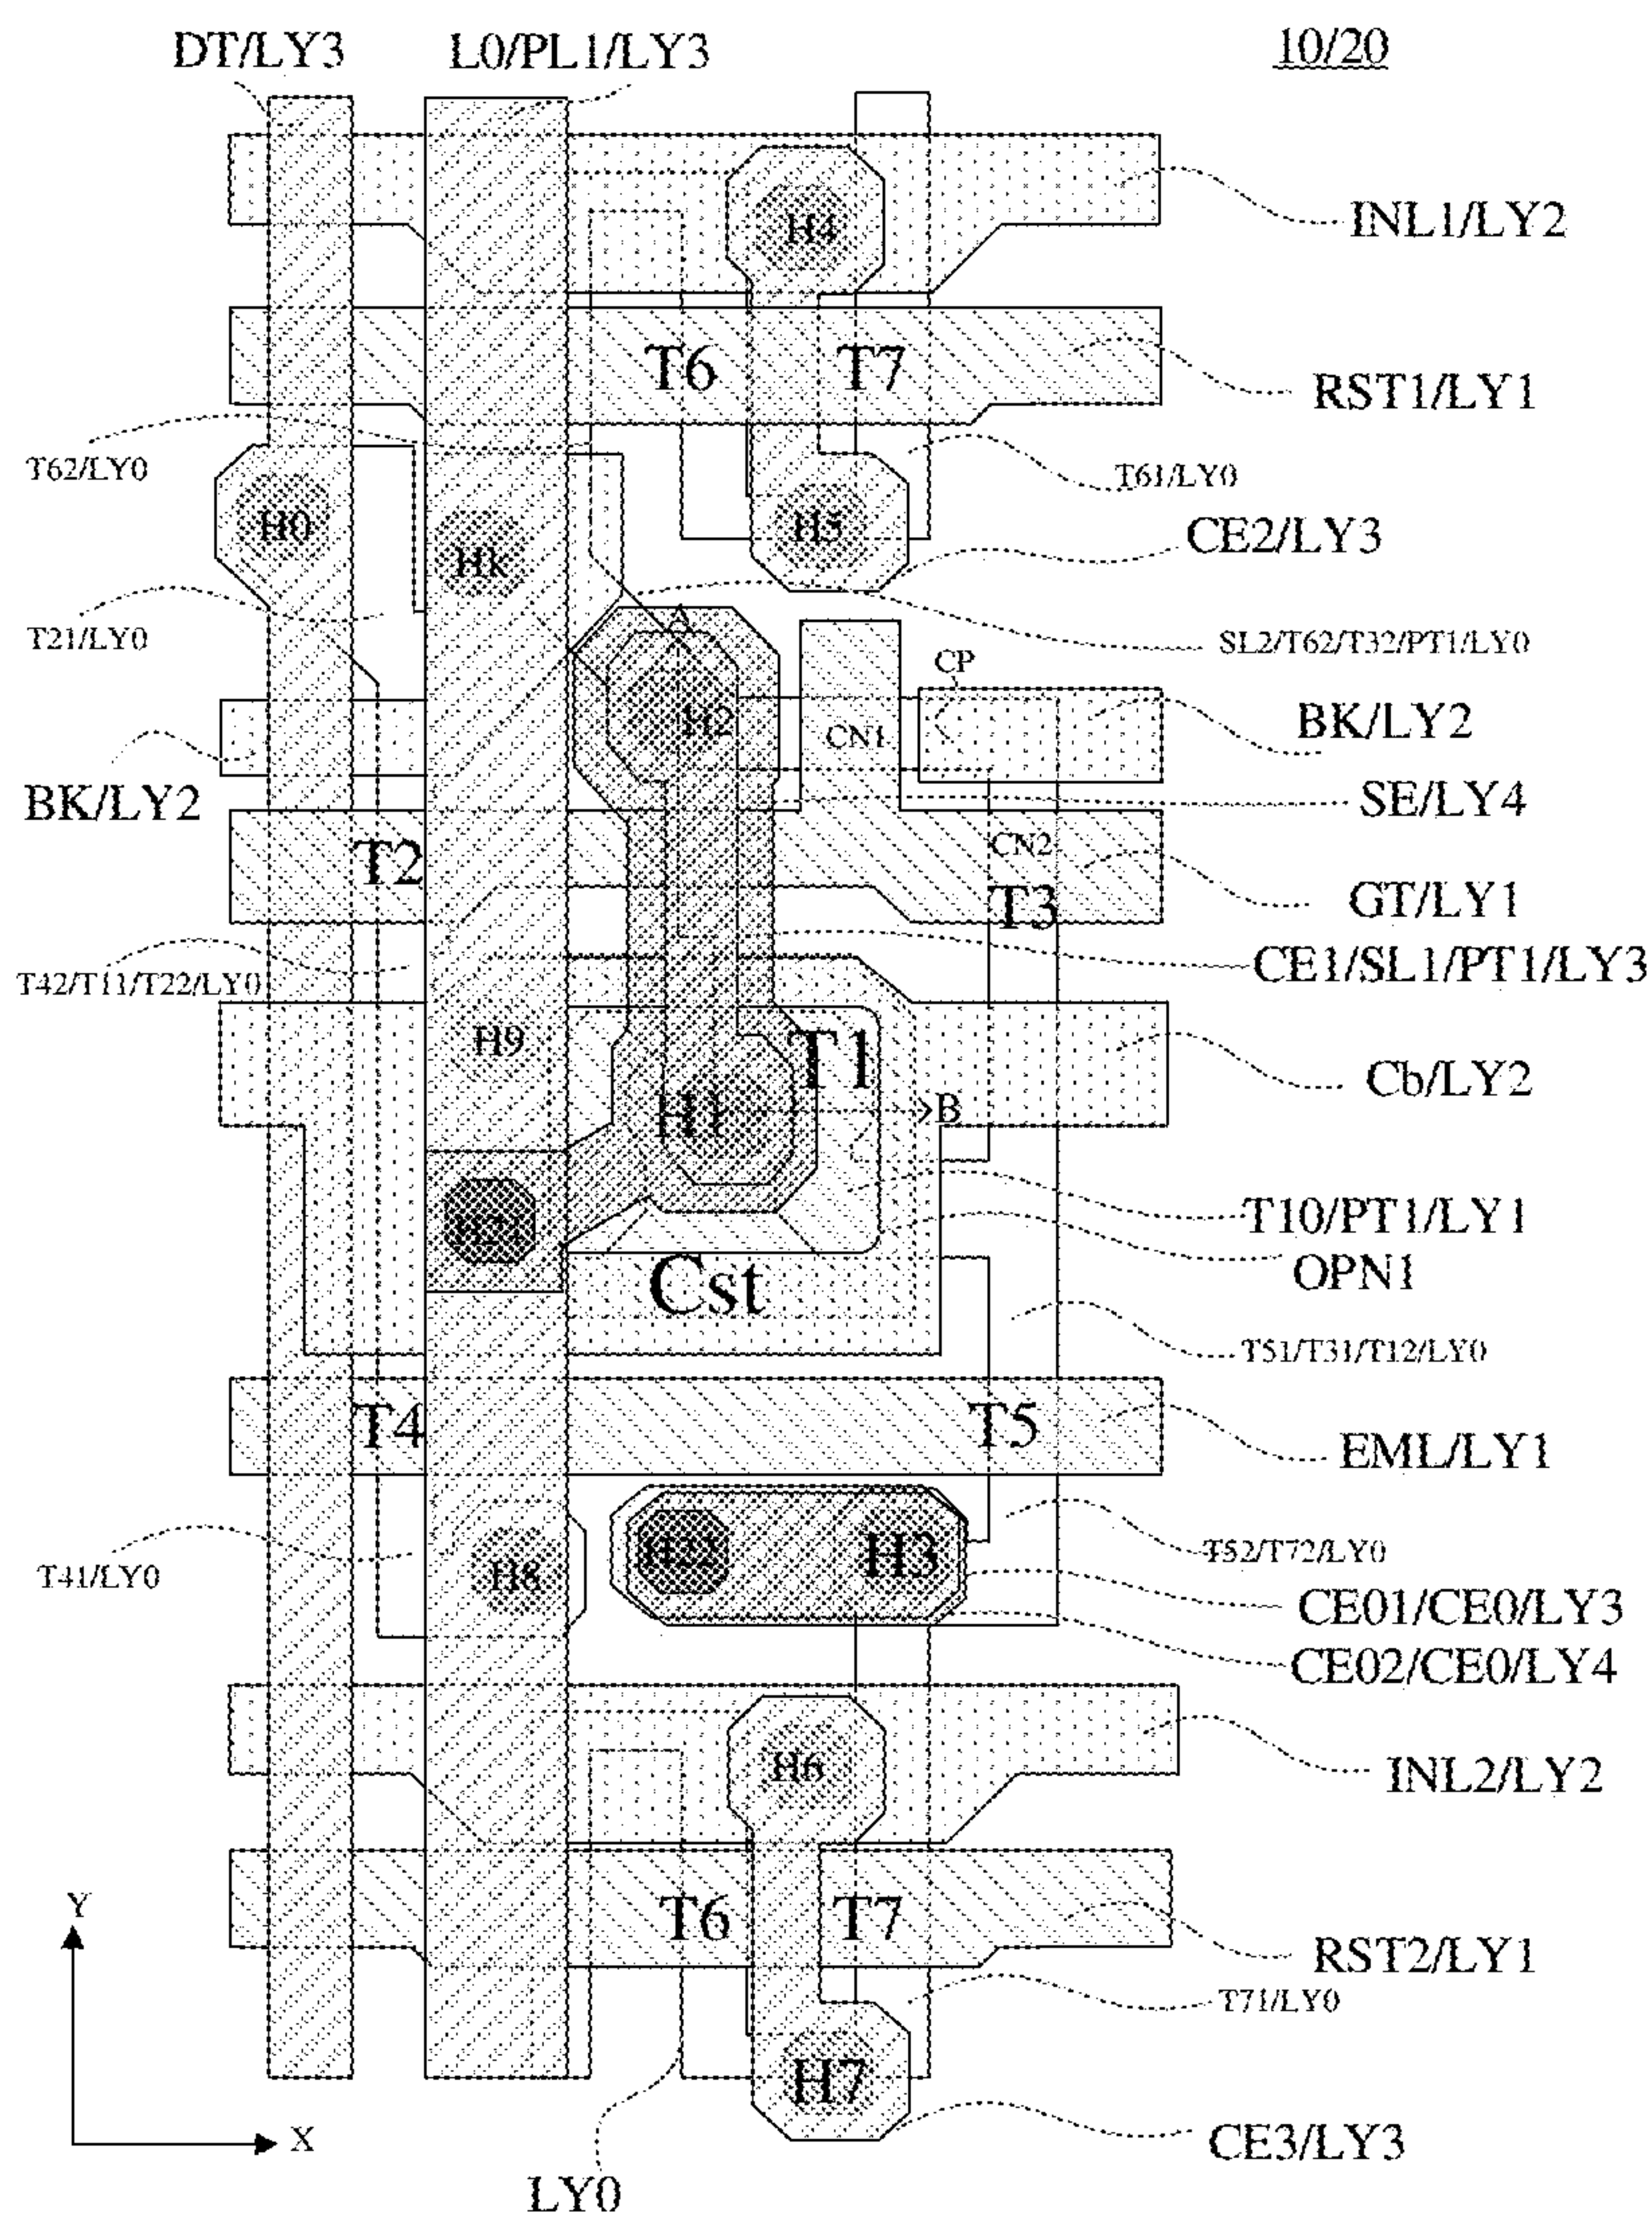 DT/LY3 L0/PL1/LY3 10/20
H4
INL1/LY2
T6 T7
RST1/LY1
T62/LY0
T61/LY0
H0 H5
CE2/LY3
Hk
T21/LY0
A
SL2/T62/T32/PT1/LY0
CP
H2 CN1
BK/LY2
BK/LY2
SE/LY4
CN2
T2 T3
GT/LY1
CE1/SL1/PT1/LY3
T42/T11/T22/LY0
H9 T1
Cb/LY2
H1 B
T10/PT1/LY1
H21
OPN1
Cst
T51/T31/T12/LY0
T4 T5
EML/LY1
H22 H3
T52/T72/LY0
T41/LY0
H8
CE01/CE0/LY3
CE02/CE0/LY4
H6
INL2/LY2
Y
T6 T7
RST2/LY1
T71/LY0
H7
X
CE3/LY3
LY0